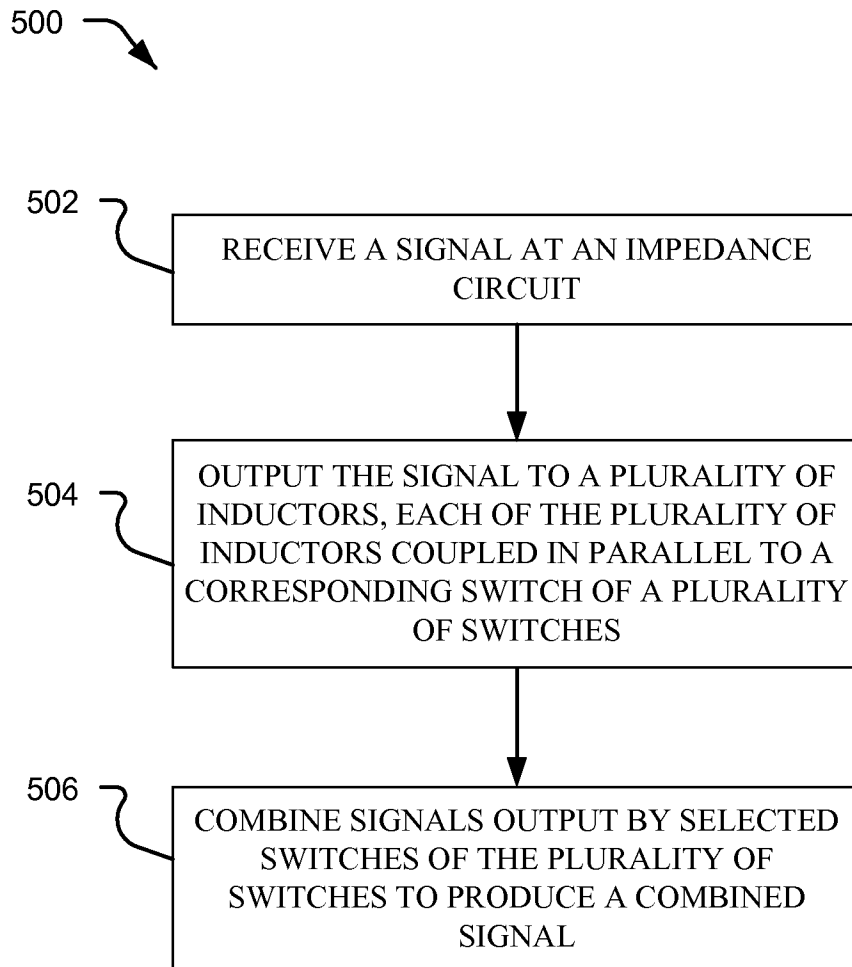 500
502
RECEIVE A SIGNAL AT AN IMPEDANCE
CIRCUIT
504
OUTPUT THE SIGNAL TO A PLURALITY OF
INDUCTORS, EACH OF THE PLURALITY OF
INDUCTORS COUPLED IN PARALLEL TO A
CORRESPONDING SWITCH OF A PLURALITY
OF SWITCHES
506
COMBINE SIGNALS OUTPUT BY SELECTED
SWITCHES OF THE PLURALITY OF
SWITCHES TO PRODUCE A COMBINED
SIGNAL